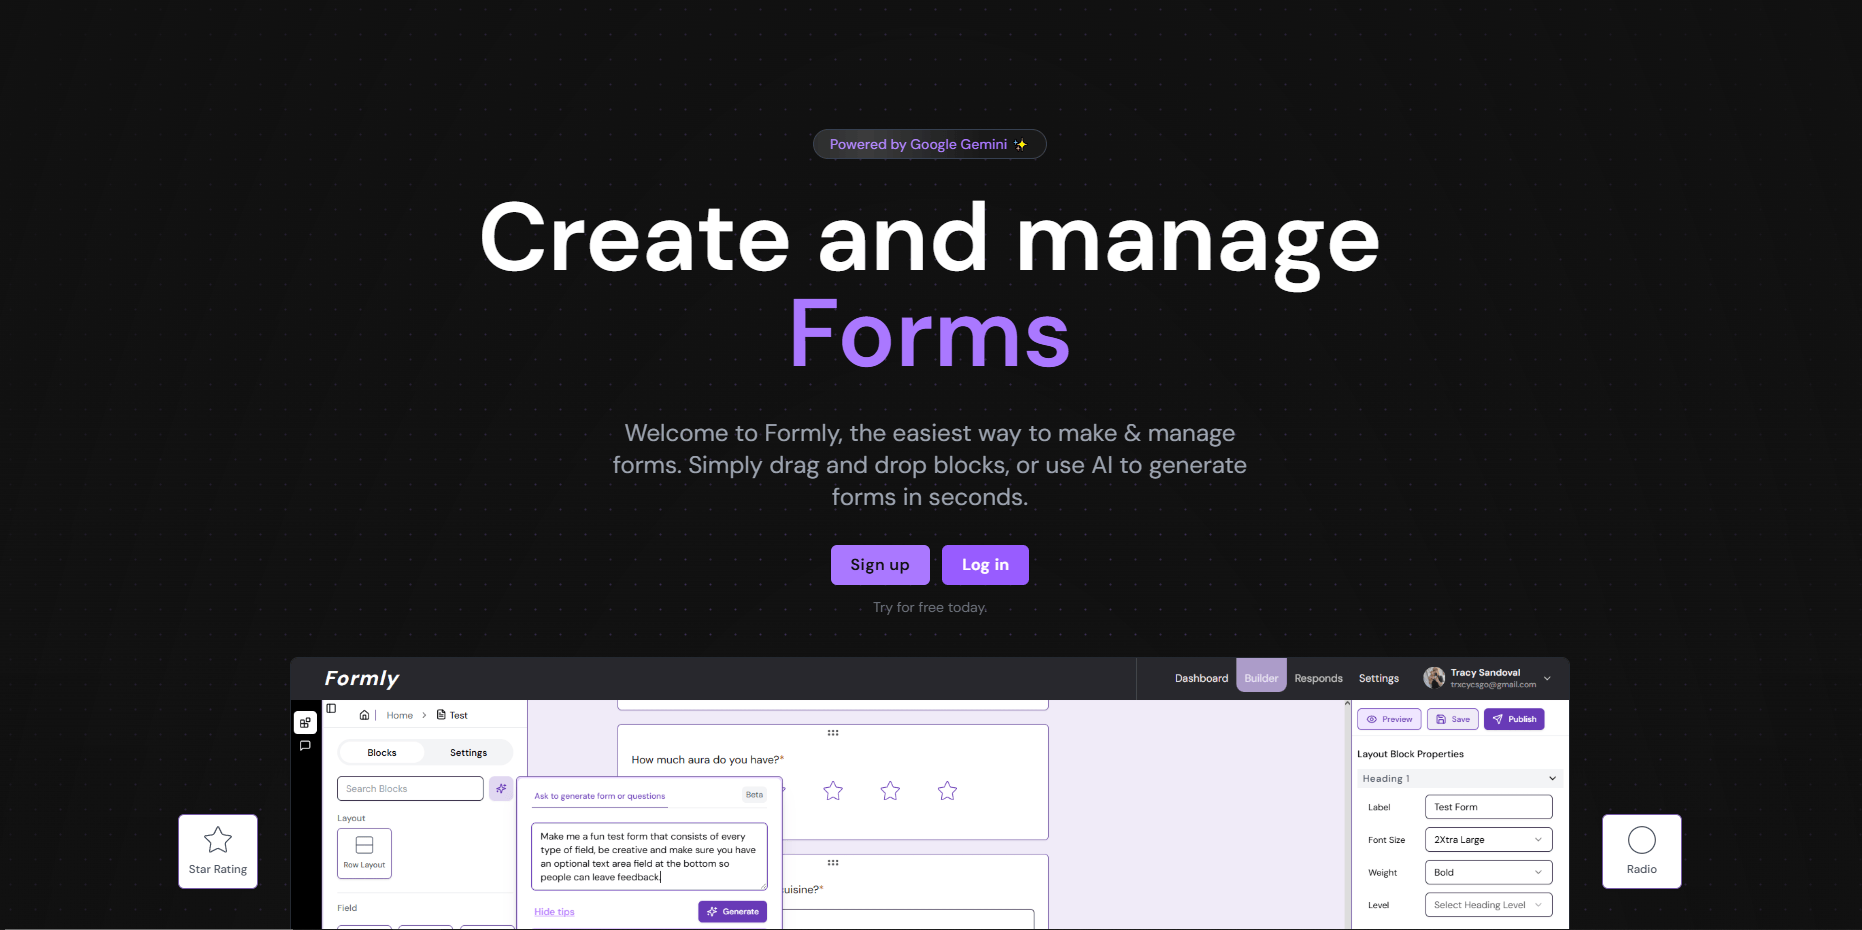 Powered by Google Gemini ✨
Create and manage
Forms
Welcome to Formly, the easiest way to make & manage
forms. Simply drag and drop blocks, or use AI to generate
forms in seconds.
Sign up
Log in
Try for free today.
Formly
Dashboard
Builder
Responds
Settings
Tracy Sandoval
trxcycsgo@gmail.com
Home
Test
Blocks
Settings
Search Blocks
Layout
Row Layout
Field
Ask to generate form or questions
Beta
Make me a fun test form that consists of every
type of field, be creative and make sure you have
an optional text area field at the bottom so
people can leave feedback.
Hide tips
Generate
How much aura do you have?*
uisine?*
Preview
Save
Publish
Layout Block Properties
Heading 1
Label
Test Form
Font Size
2Xtra Large
Weight
Bold
Level
Select Heading Level
Star Rating
Radio